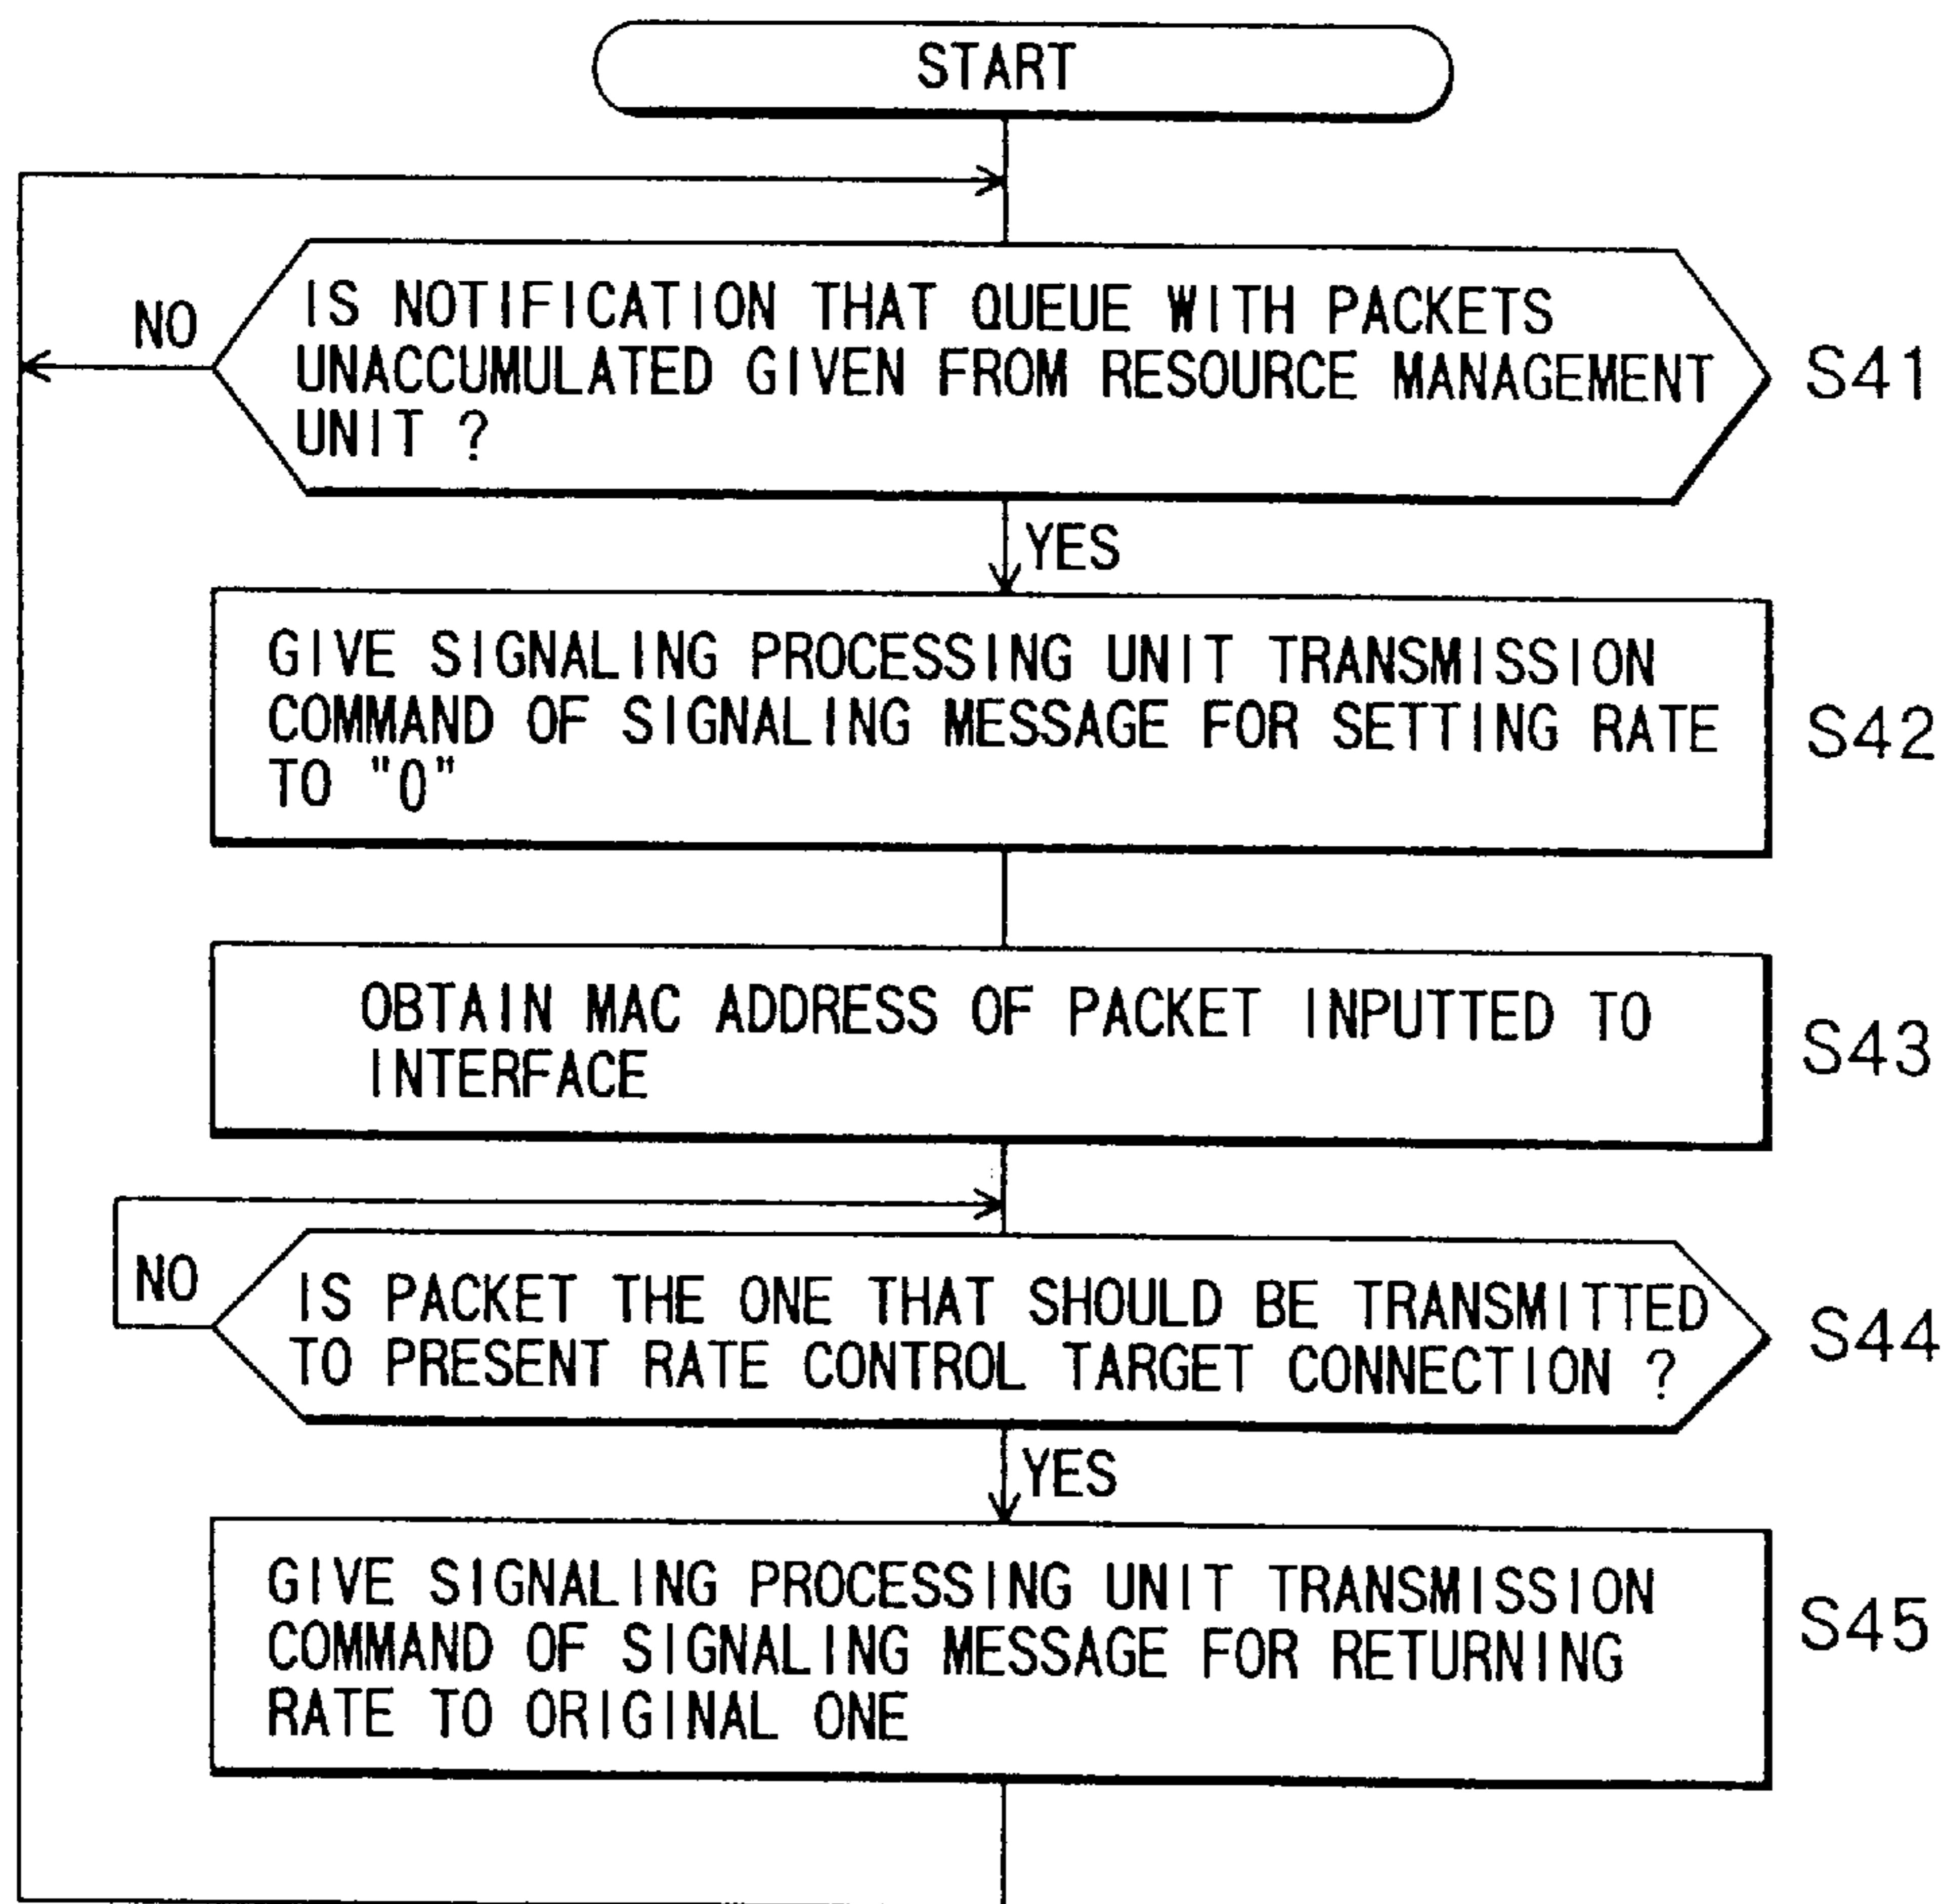 START
NO
IS NOTIFICATION THAT QUEUE WITH PACKETS
UNACCUMULATED GIVEN FROM RESOURCE MANAGEMENT
UNIT ?
S41
YES
GIVE SIGNALING PROCESSING UNIT TRANSMISSION
COMMAND OF SIGNALING MESSAGE FOR SETTING RATE
TO "0"
S42
OBTAIN MAC ADDRESS OF PACKET INPUTTED TO
INTERFACE
S43
NO
IS PACKET THE ONE THAT SHOULD BE TRANSMITTED
TO PRESENT RATE CONTROL TARGET CONNECTION ?
S44
YES
GIVE SIGNALING PROCESSING UNIT TRANSMISSION
COMMAND OF SIGNALING MESSAGE FOR RETURNING
RATE TO ORIGINAL ONE
S45